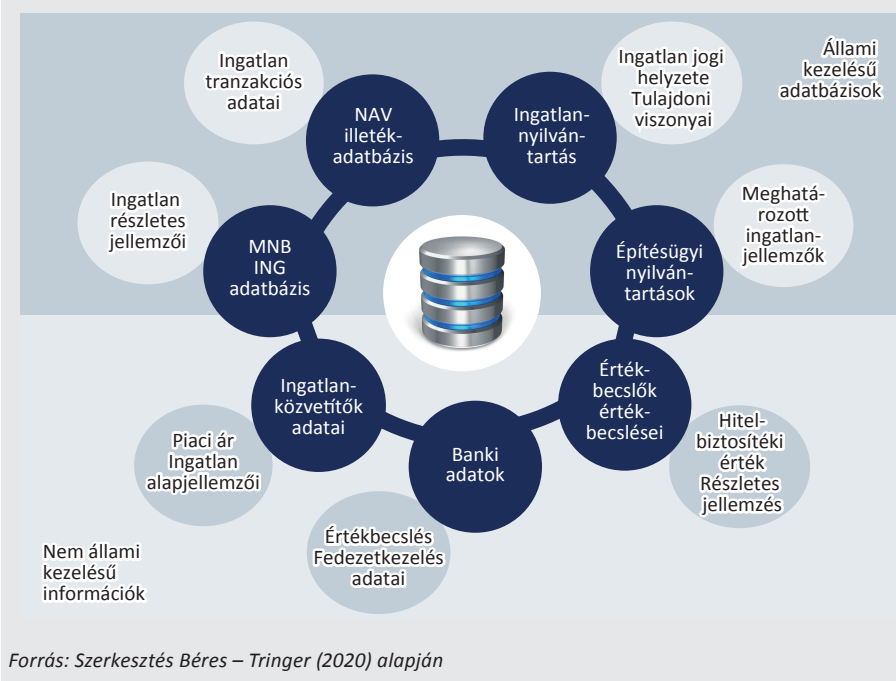 Állami
kezelésű
adatbázisok
Ingatlan
tranzakciós
adatai
NAV
illeték-
adatbázis
Ingatlan-
nyilván-
tartás
Ingatlan jogi
helyzete
Tulajdoni
viszonyai
Ingatlan
részletes
jellemzői
MNB
ING
adatbázis
Építésügyi
nyilván-
tartások
Meghatá-
rozott
ingatlan-
jellemzők
Ingatlan-
közvetítők
adatai
Piaci ár
Ingatlan
alapjellemzői
Banki
adatok
Értékbecslés
Fedezetkezelés
adatai
Érték-
becslők
érték-
becslései
Hitel-
biztosítéki
érték
Részletes
jellemzés
Nem állami
kezelésű
információk
Forrás: Szerkesztés Béres – Tringer (2020) alapján